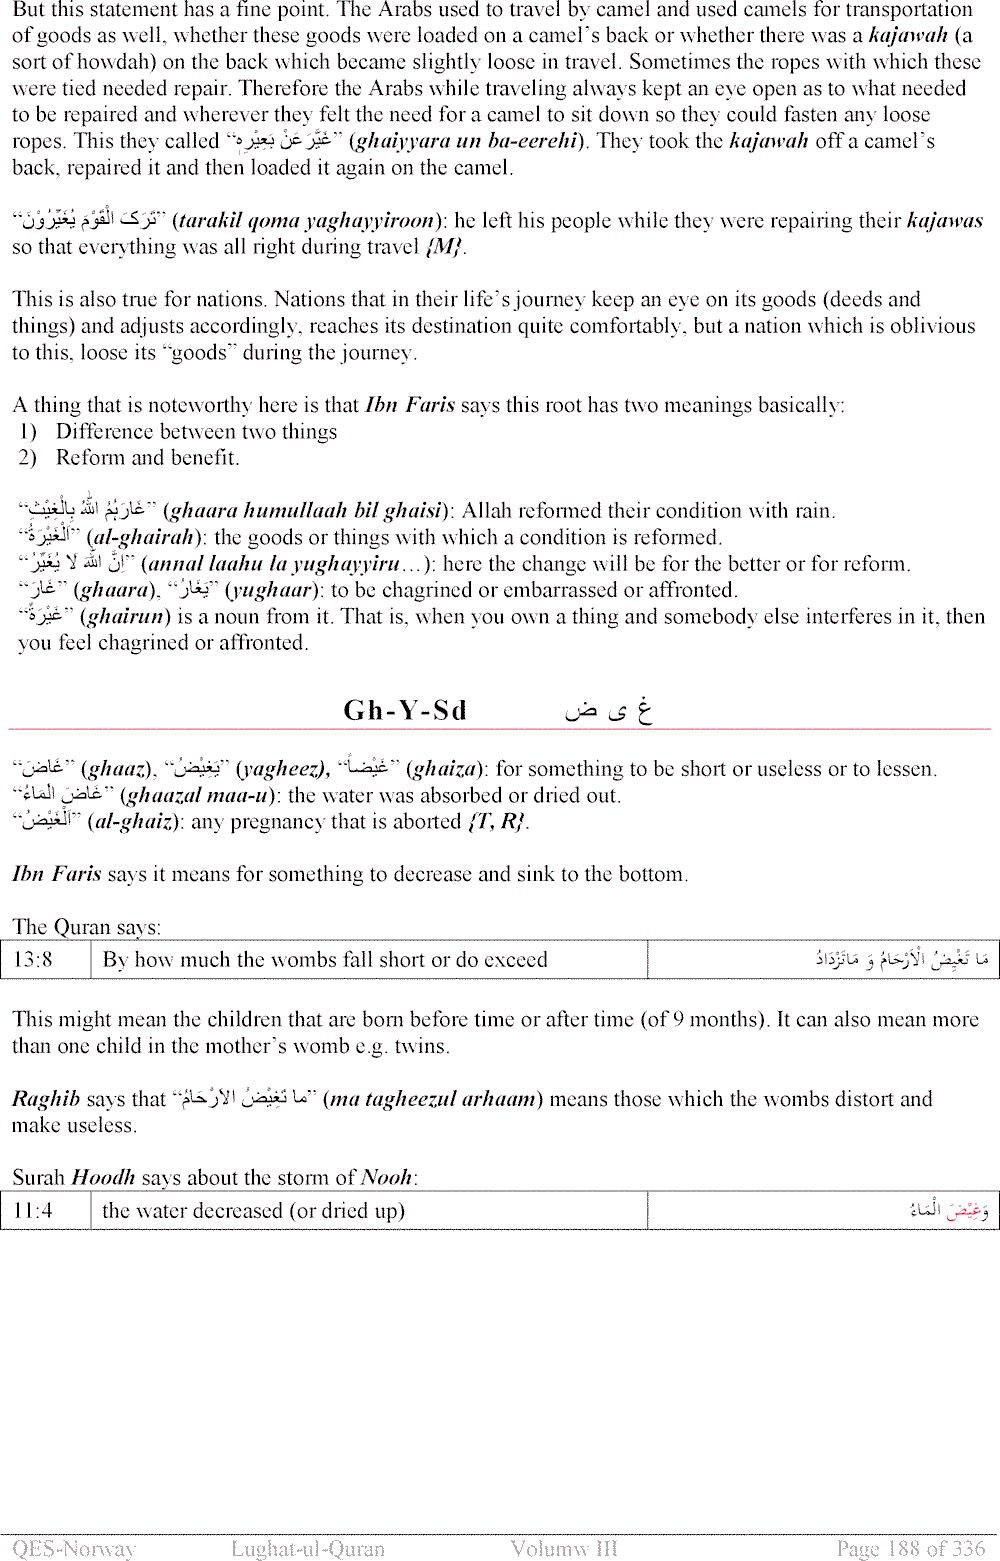 But this statement has a fine point. The Arabs used to travel by camel and used camels for transportation
of goods as well, whether these goods were loaded on a camel’s back or whether there was a kajawah (a
sort of howdah) on the back which became slightly loose in travel. Sometimes the ropes with which these
were tied needed repair. Therefore the Arabs while traveling always kept an eye open as to what needed
to be repaired and wherever they felt the need for a camel to sit down so they could fasten any loose
ropes. This they called “غَيَّرَ عَنْ بَعِيْرِهٖ” (ghaiyyara un ba-eerehi). They took the kajawah off a camel’s
back, repaired it and then loaded it again on the camel.
“تَرَکَ الْقَوْمَ يُغَيِّرُوْنَ” (tarakil qoma yaghayyiroon): he left his people while they were repairing their kajawas
so that everything was all right during travel {M}.
This is also true for nations. Nations that in their life’s journey keep an eye on its goods (deeds and
things) and adjusts accordingly, reaches its destination quite comfortably, but a nation which is oblivious
to this, loose its “goods” during the journey.
A thing that is noteworthy here is that Ibn Faris says this root has two meanings basically:
1) Difference between two things
2) Reform and benefit.
“غَارَہُمُ اللّٰہُ بِالْغَيْثِ” (ghaara humullaah bil ghaisi): Allah reformed their condition with rain.
“اَلْغَيْرَةُ” (al-ghairah): the goods or things with which a condition is reformed.
“اِنَّ اللّٰہَ لَا يُغَيِّرُ” (annal laahu la yughayyiru…): here the change will be for the better or for reform.
“غَارَ” (ghaara), “يَغَارُ” (yughaar): to be chagrined or embarrassed or affronted.
“غَيْرَةٌ” (ghairun) is a noun from it. That is, when you own a thing and somebody else interferes in it, then
you feel chagrined or affronted.
Gh-Y-Sd غ ی ض
“غَاضَ” (ghaaz), “يَغِيْضُ” (yagheez), “غَيْضاً” (ghaiza): for something to be short or useless or to lessen.
“غَاضَ الْمَاءُ” (ghaazal maa-u): the water was absorbed or dried out.
“اَلْغَيْضُ” (al-ghaiz): any pregnancy that is aborted {T, R}.
Ibn Faris says it means for something to decrease and sink to the bottom.
The Quran says:
13:8 By how much the wombs fall short or do exceed مَا تَغْيِضُ الْاَرْحَامُ وَ مَاتَزْدَادُ
This might mean the children that are born before time or after time (of 9 months). It can also mean more
than one child in the mother’s womb e.g. twins.
Raghib says that “ما تَغِيْضُ الارْحَامُ” (ma tagheezul arhaam) means those which the wombs distort and
make useless.
Surah Hoodh says about the storm of Nooh:
11:4 the water decreased (or dried up) وَغِيْضَ الْمَاءُ
QES-Norway Lughat-ul-Quran Volumw III Page 188 of 336